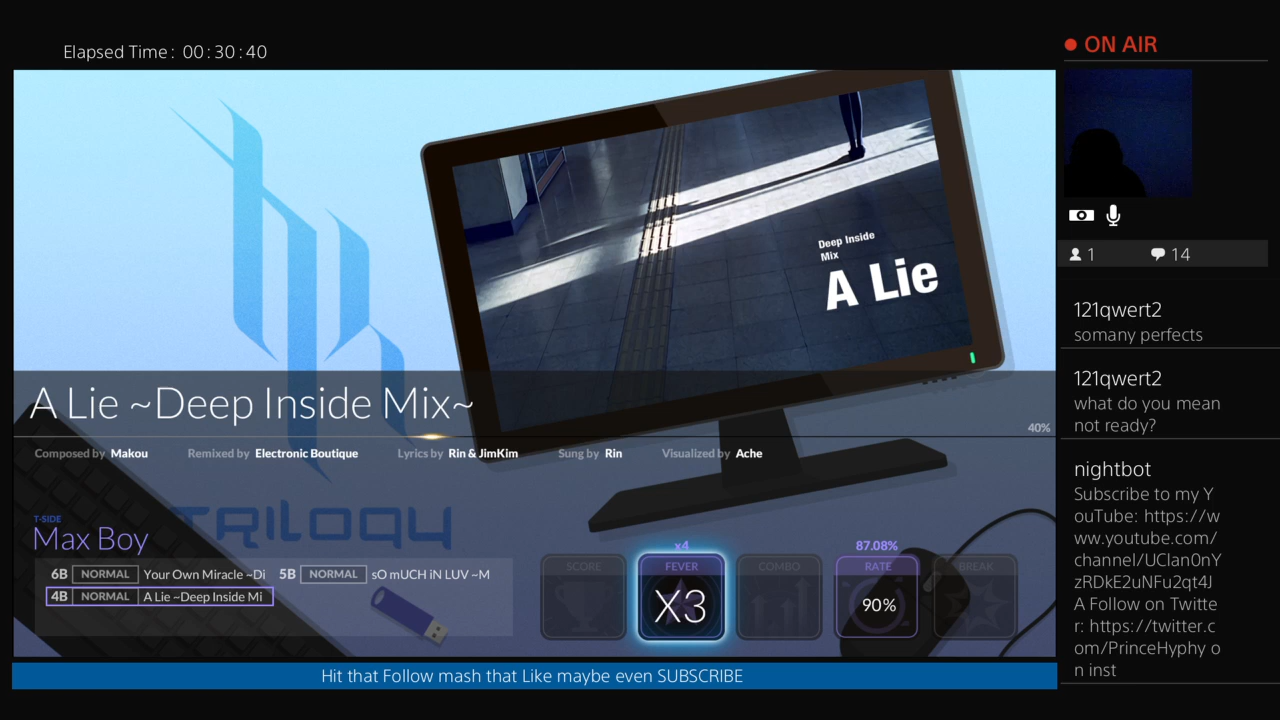 Elapsed Time: 00:30:40
ON AIR
1 14
Deep Inside
Mix
A Lie
121qwert2
somany perfects
121qwert2
what do you mean
not ready?
A Lie ~Deep Inside Mix~
40%
Composed by Makou Remixed by Electronic Boutique Lyrics by Rin & JimKim Sung by Rin Visualized by Ache
nightbot
Subscribe to my Y
ouTube: https://w
ww.youtube.com/
channel/UClan0nY
zRDkE2uNFu2qt4J
A Follow on Twitte
r: https://twitter.c
om/PrinceHyphy o
n inst
TRILOGY
T-SIDE
Max Boy
6B NORMAL Your Own Miracle ~Di 5B NORMAL sO mUCH iN LUV ~M
4B NORMAL A Lie ~Deep Inside Mi
x4 87.08%
SCORE FEVER COMBO RATE BREAK
X3 90%
Hit that Follow mash that Like maybe even SUBSCRIBE